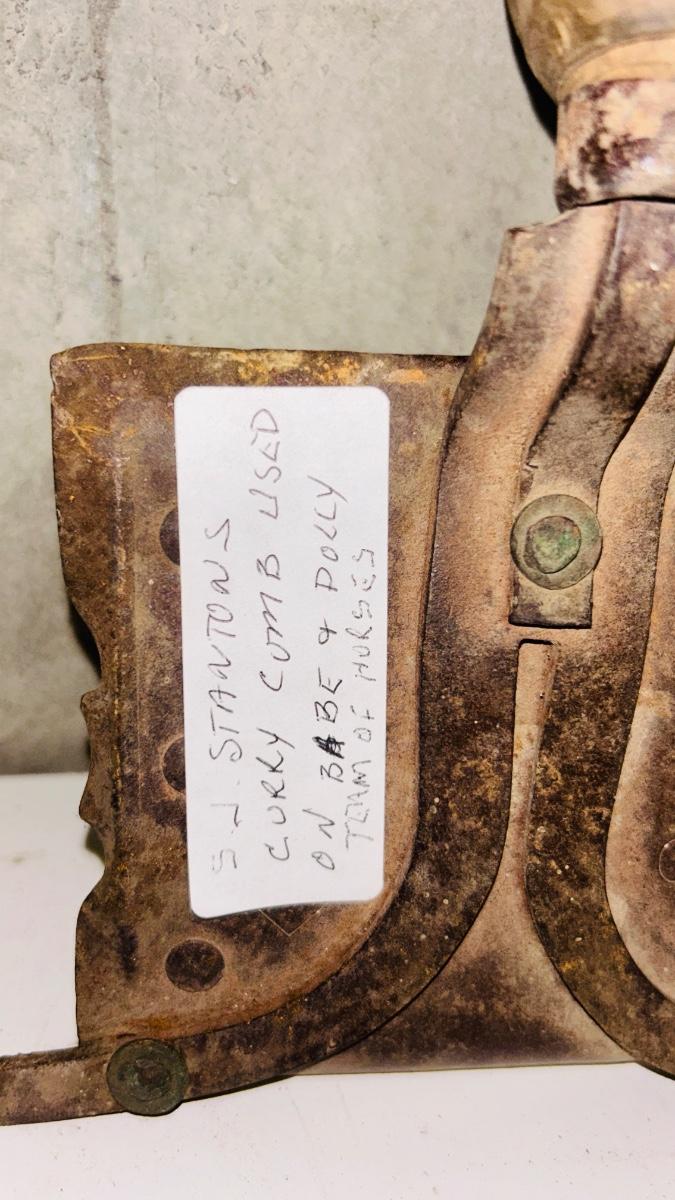 S.J. STANTONS
CURRY COMB USED
ON BABE & DOLLY
TEAM OF HORSES